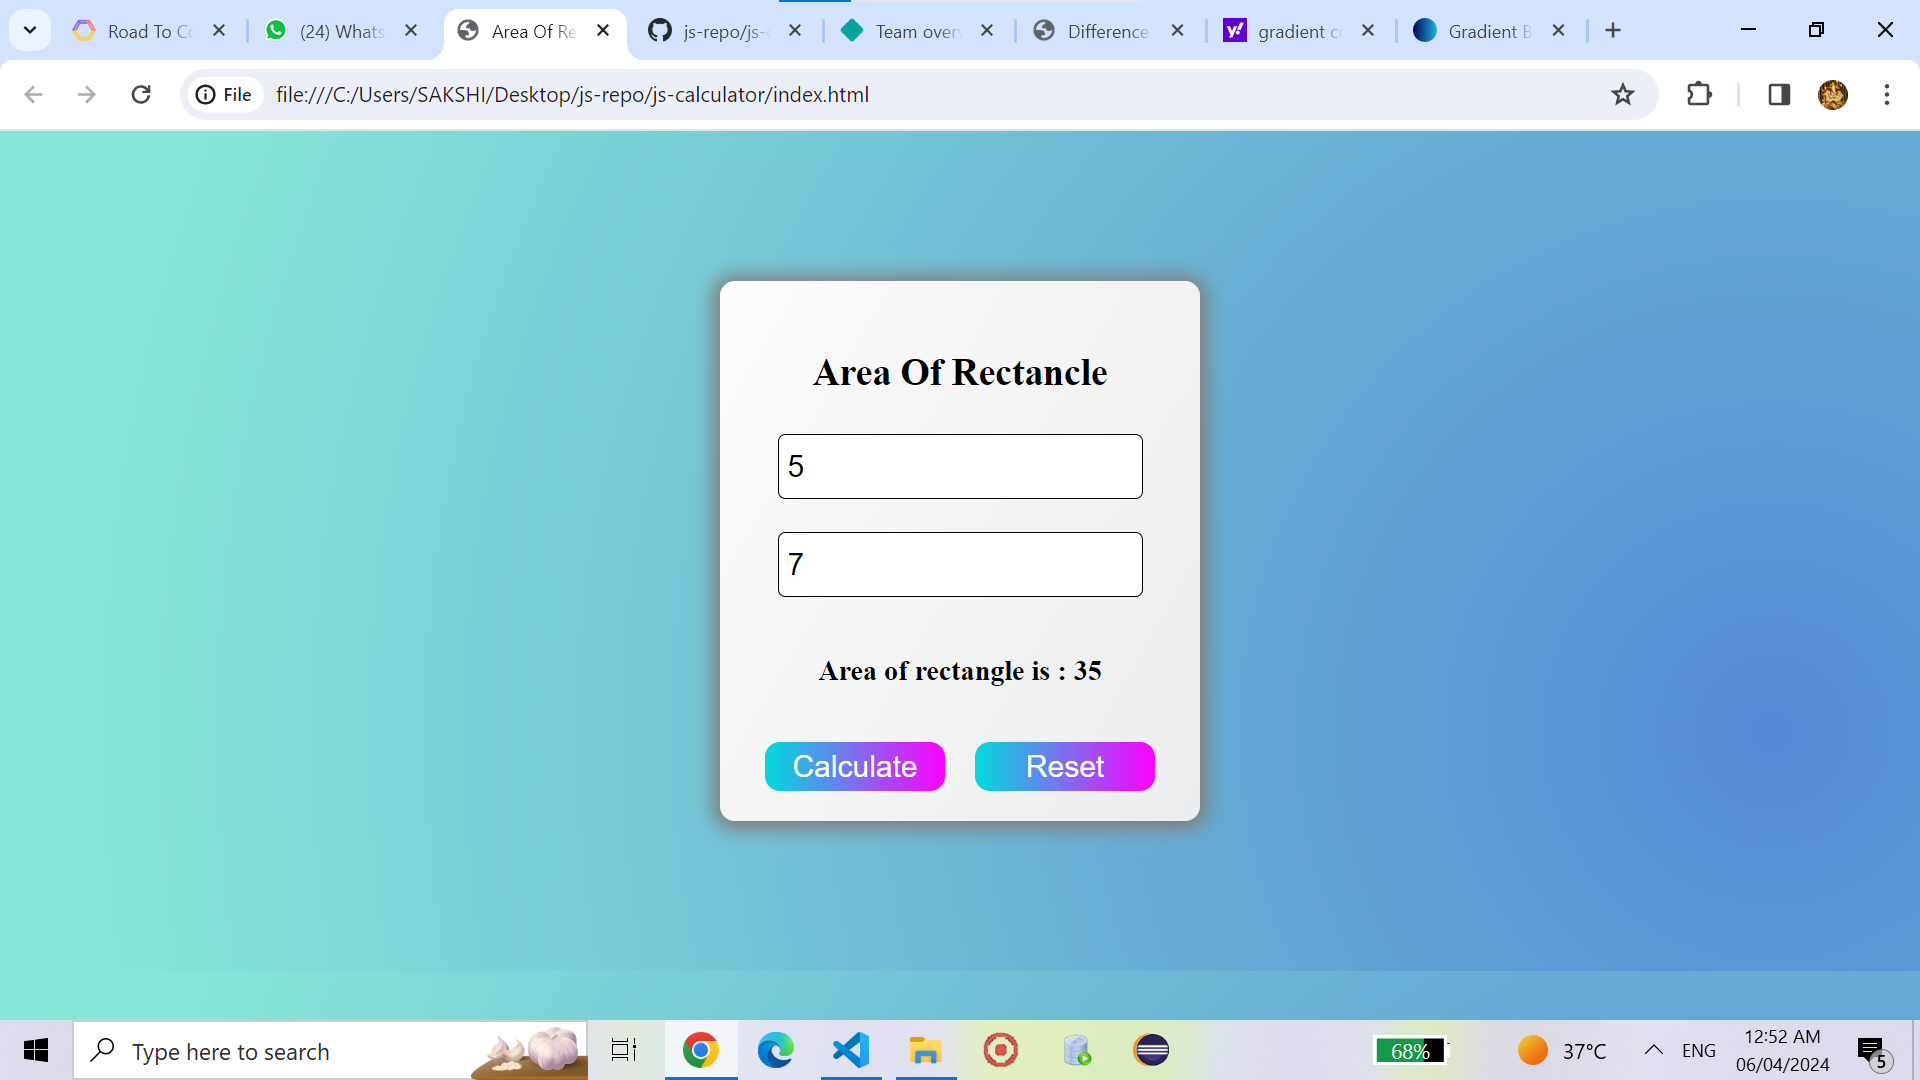 Road To Co
(24) Whats
Area Of Re
js-repo/js-
Team over
Difference
gradient co
Gradient B
File
file:///C:/Users/SAKSHI/Desktop/js-repo/js-calculator/index.html
Area Of Rectancle
5
7
Area of rectangle is : 35
Calculate
Reset
Type here to search
68%
37°C
ENG
12:52 AM
06/04/2024
5